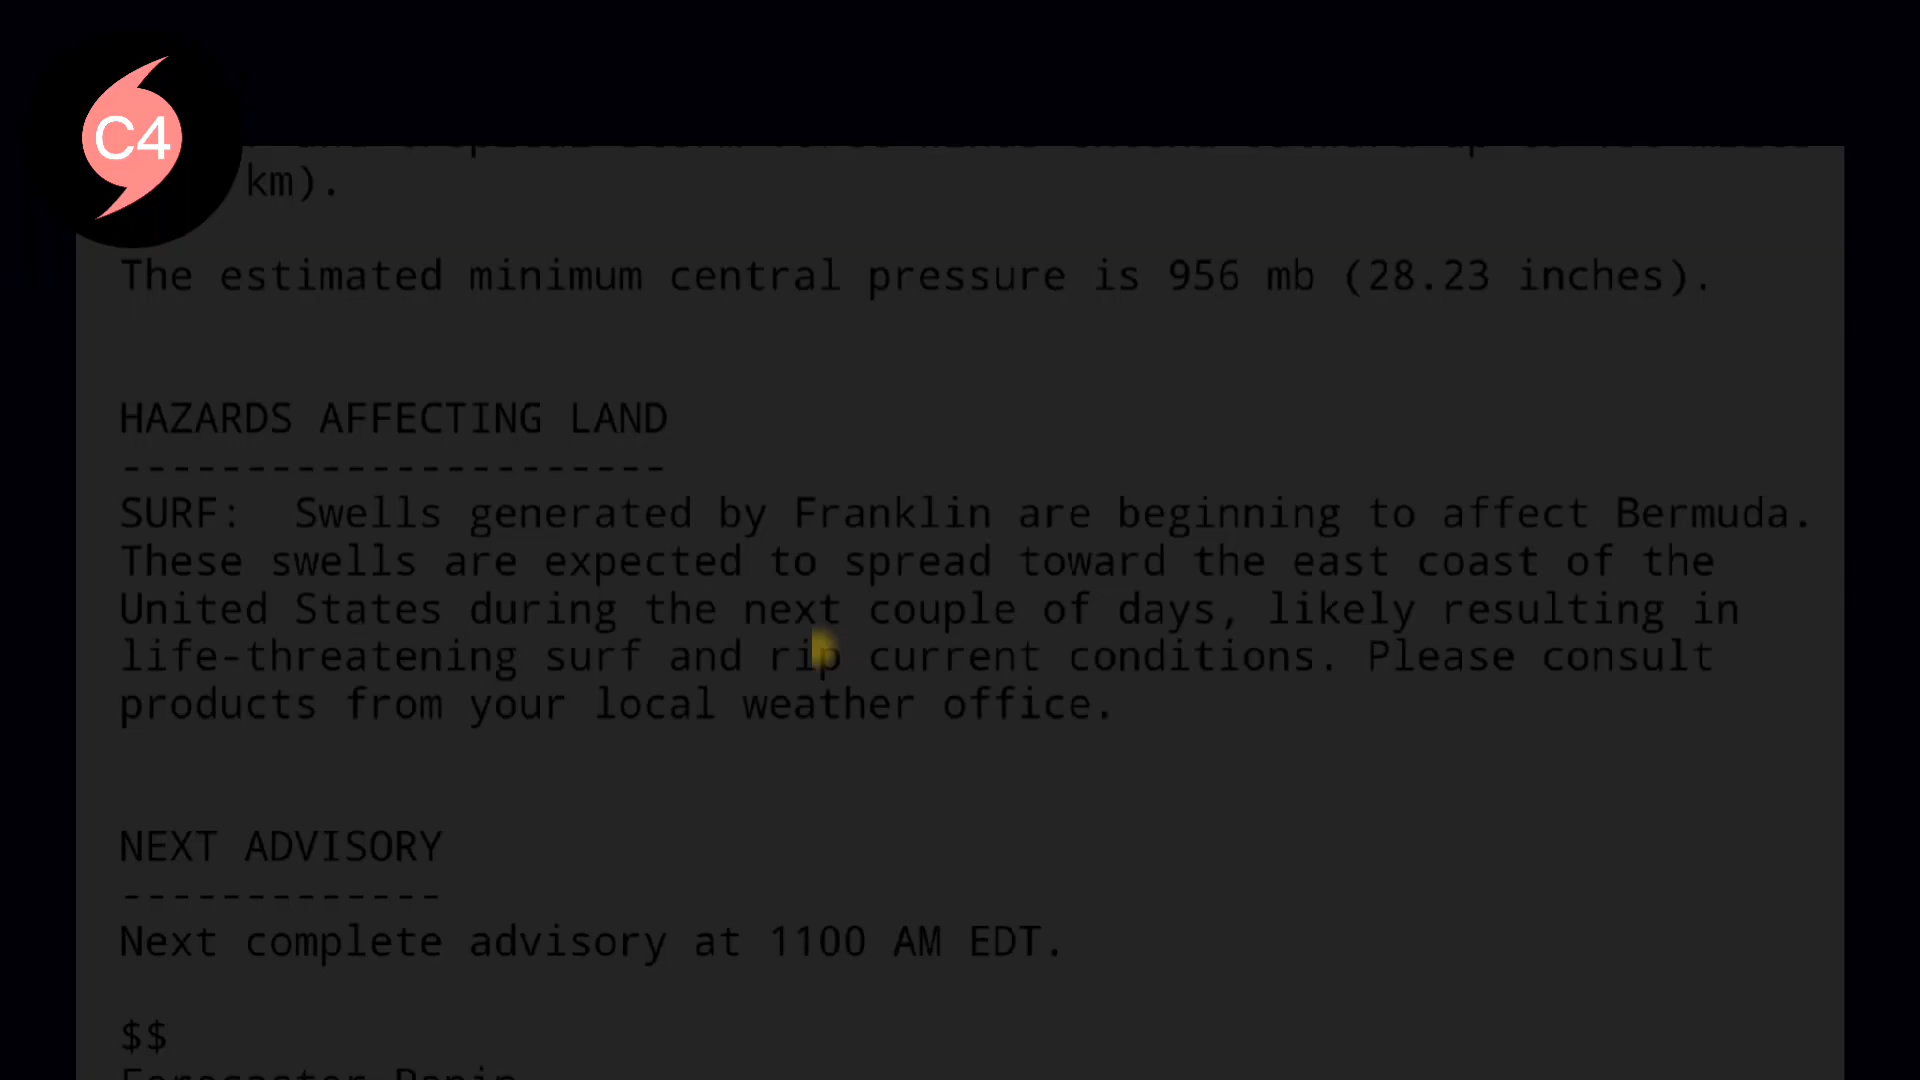 C4
km).
The estimated minimum central pressure is 956 mb (28.23 inches).
HAZARDS AFFECTING LAND
----------------------
SURF:  Swells generated by Franklin are beginning to affect Bermuda.
These swells are expected to spread toward the east coast of the
United States during the next couple of days, likely resulting in
life-threatening surf and rip current conditions. Please consult
products from your local weather office.
NEXT ADVISORY
-------------
Next complete advisory at 1100 AM EDT.
$$